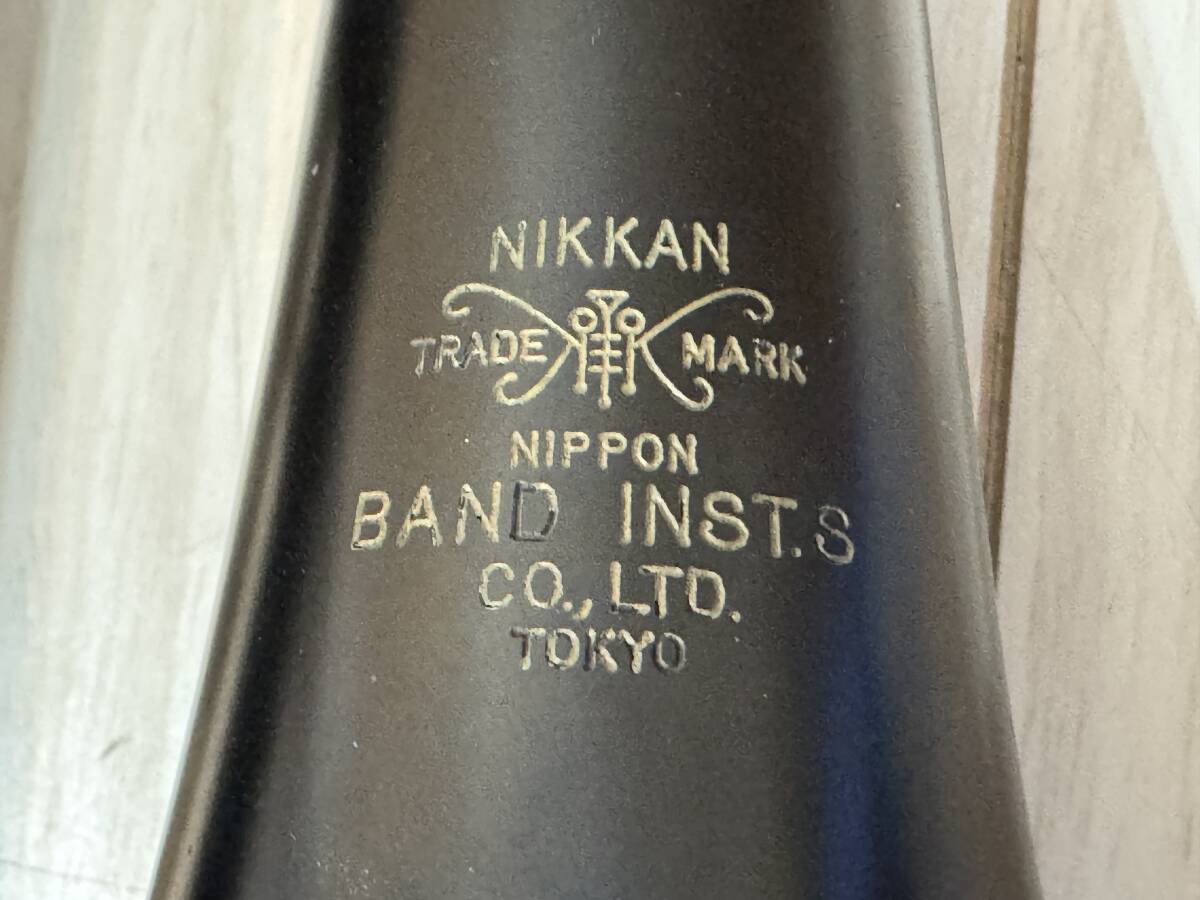 NIKKAN
TRADE MARK
NIPPON
BAND INST.S
CO., LTD.
TOKYO